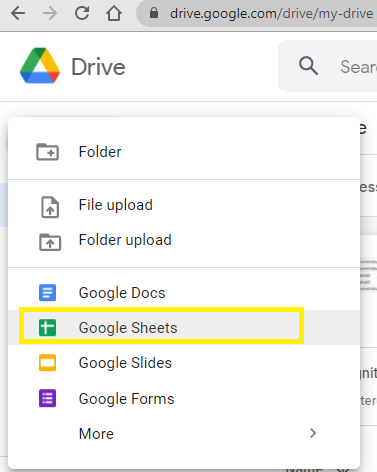 drive.google.com/drive/my-drive
Drive
Sear
Folder
File upload
Folder upload
Google Docs
Google Sheets
Google Slides
Google Forms
More